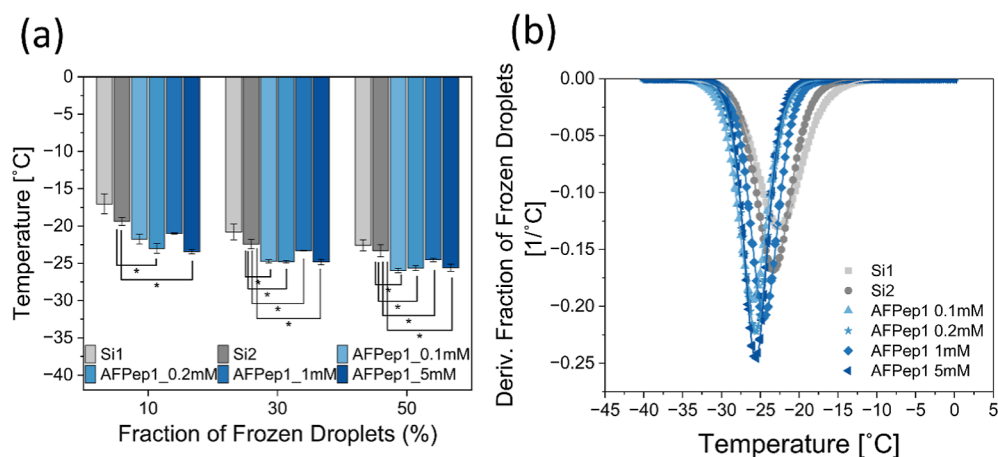 (a)
Temperature [°C]
0
−5
−10
−15
−20
−25
−30
−35
−40
* * * * * * * * * *
Si1 Si2 AFPep1_0.1mM
AFPep1_0.2mM AFPep1_1mM AFPep1_5mM
10 30 50
Fraction of Frozen Droplets (%)
(b)
Deriv. Fraction of Frozen Droplets
[1/°C]
0.00
−0.05
−0.10
−0.15
−0.20
−0.25
Si1
Si2
AFPep1 0.1mM
AFPep1 0.2mM
AFPep1 1mM
AFPep1 5mM
−45 −40 −35 −30 −25 −20 −15 −10 −5 0 5
Temperature [°C]